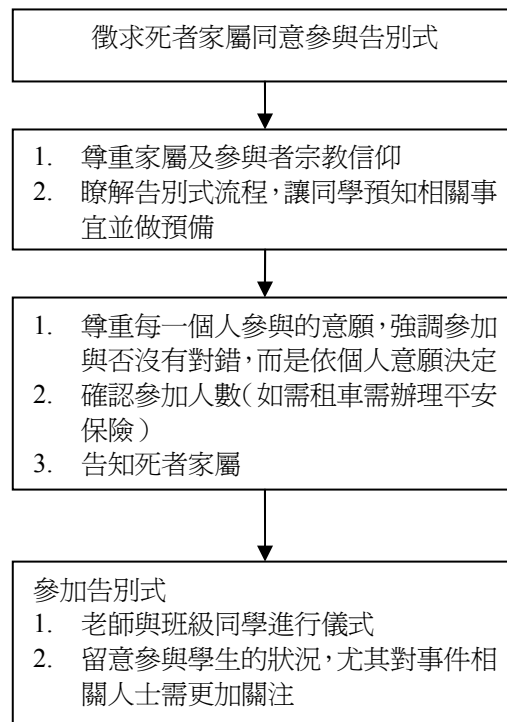 徵求死者家屬同意參與告別式
1. 尊重家屬及參與者宗教信仰
2. 瞭解告別式流程，讓同學預知相關事
宜並做預備
1. 尊重每一個人參與的意願，強調參加
與否沒有對錯，而是依個人意願決定
2. 確認參加人數（如需租車需辦理平安
保險）
3. 告知死者家屬
參加告別式
1. 老師與班級同學進行儀式
2. 留意參與學生的狀況，尤其對事件相
關人士需更加關注